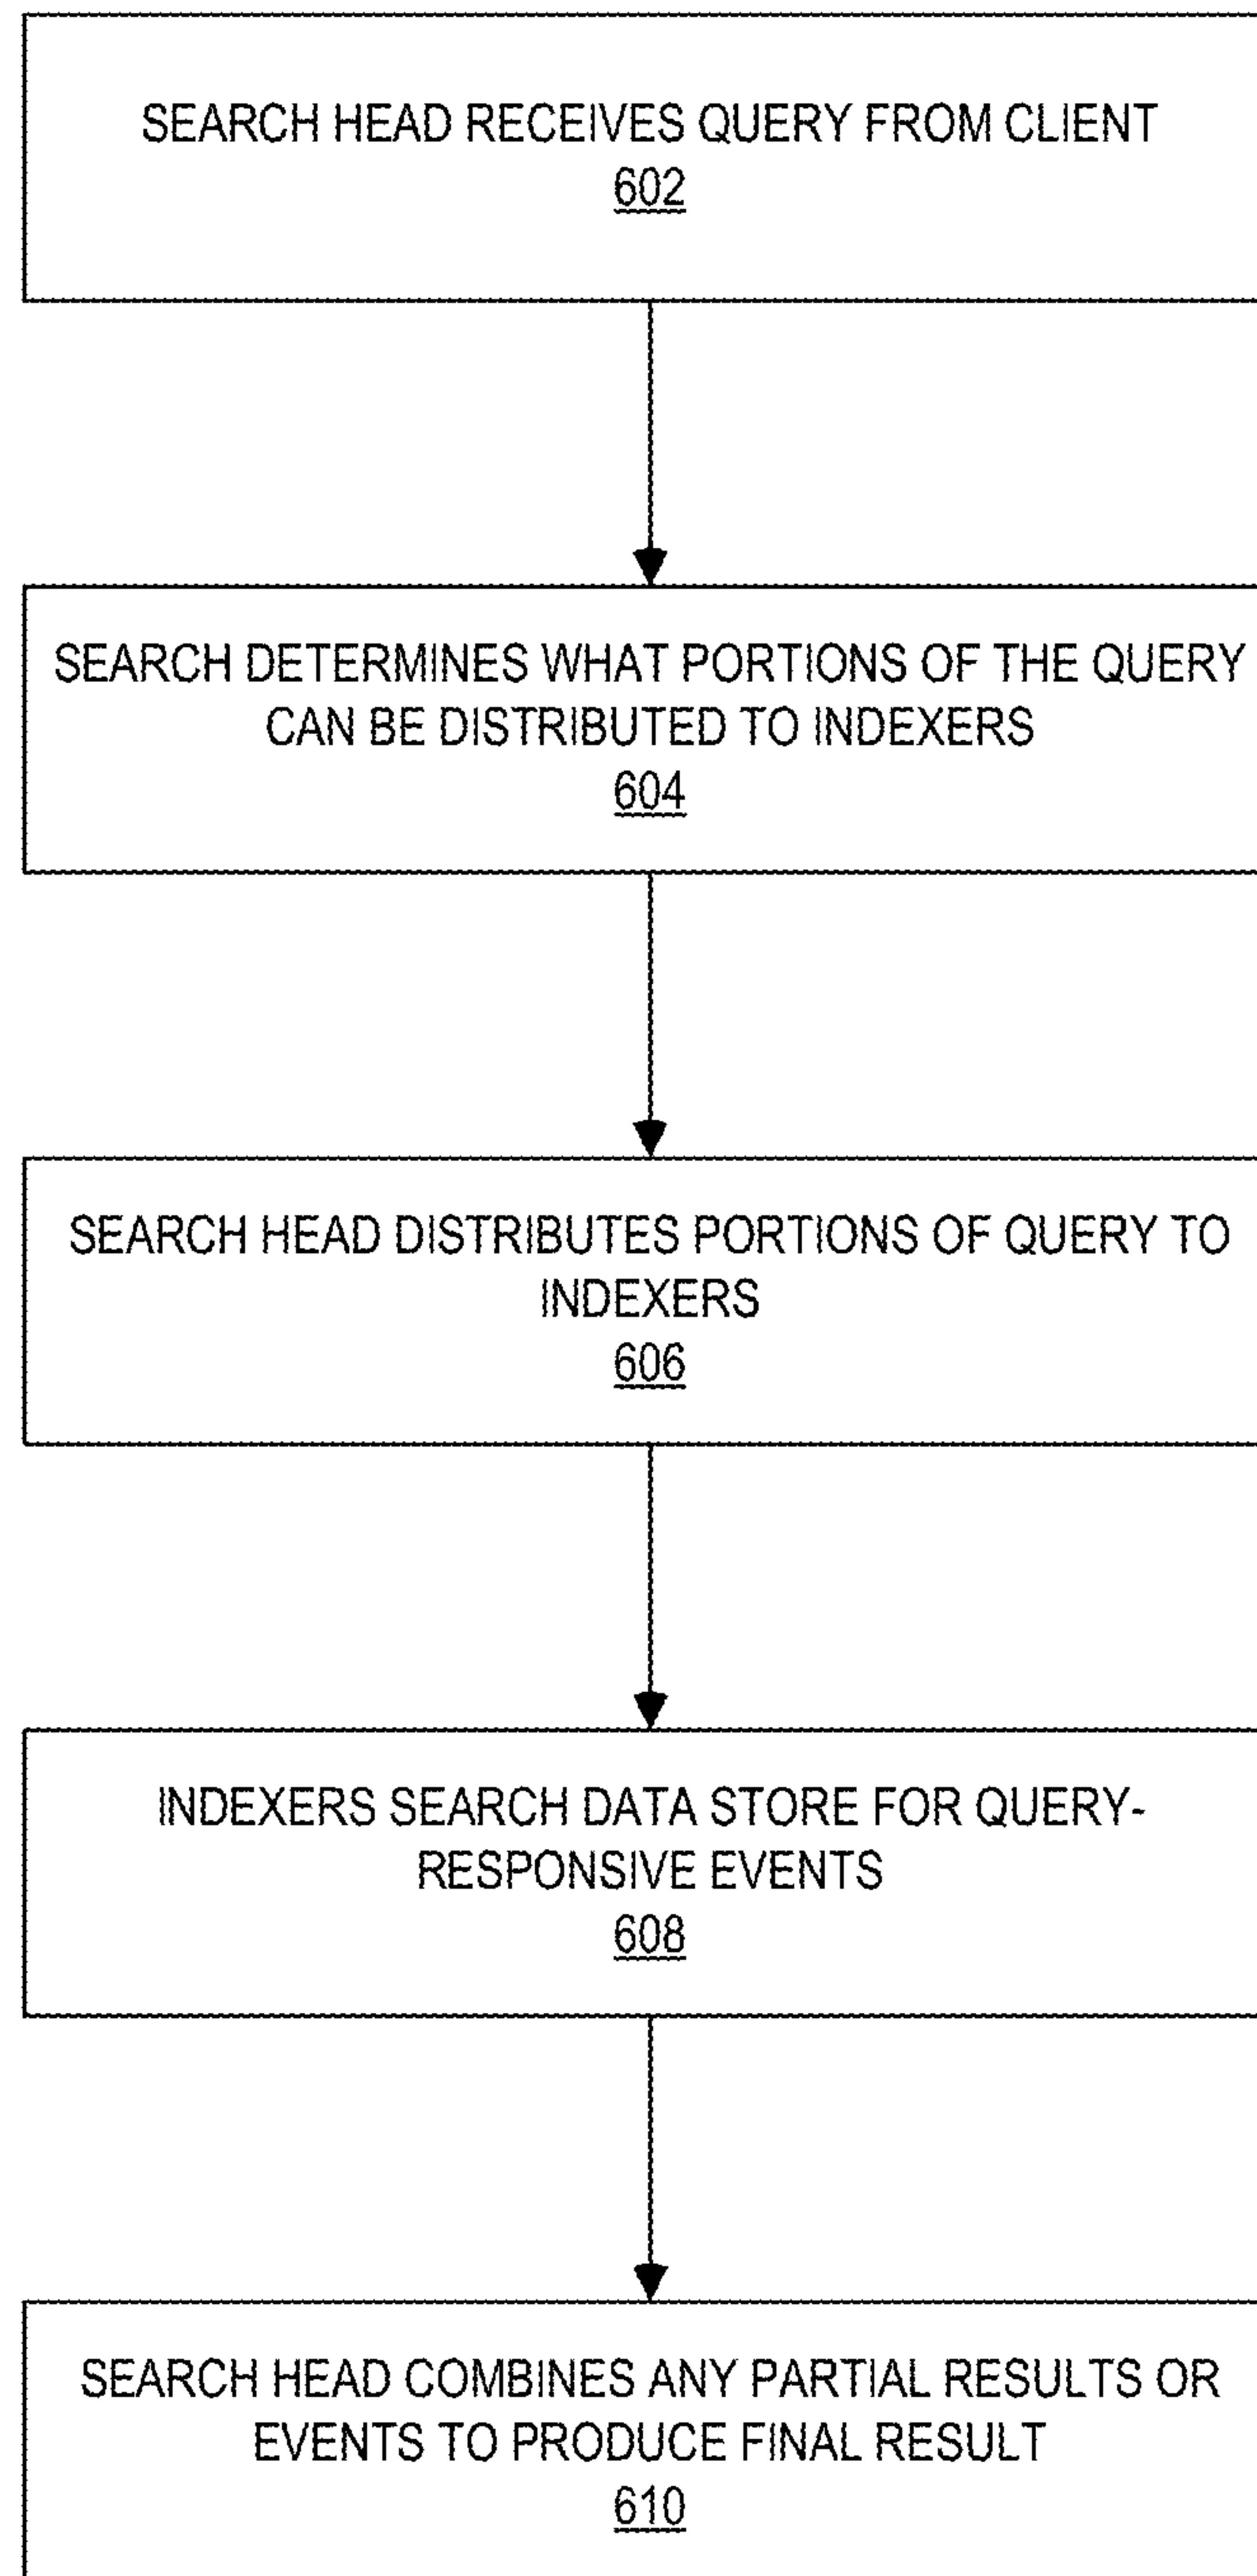 SEARCH HEAD RECEIVES QUERY FROM CLIENT
602
SEARCH DETERMINES WHAT PORTIONS OF THE QUERY
CAN BE DISTRIBUTED TO INDEXERS
604
SEARCH HEAD DISTRIBUTES PORTIONS OF QUERY TO
INDEXERS
606
INDEXERS SEARCH DATA STORE FOR QUERY-
RESPONSIVE EVENTS
608
SEARCH HEAD COMBINES ANY PARTIAL RESULTS OR
EVENTS TO PRODUCE FINAL RESULT
610